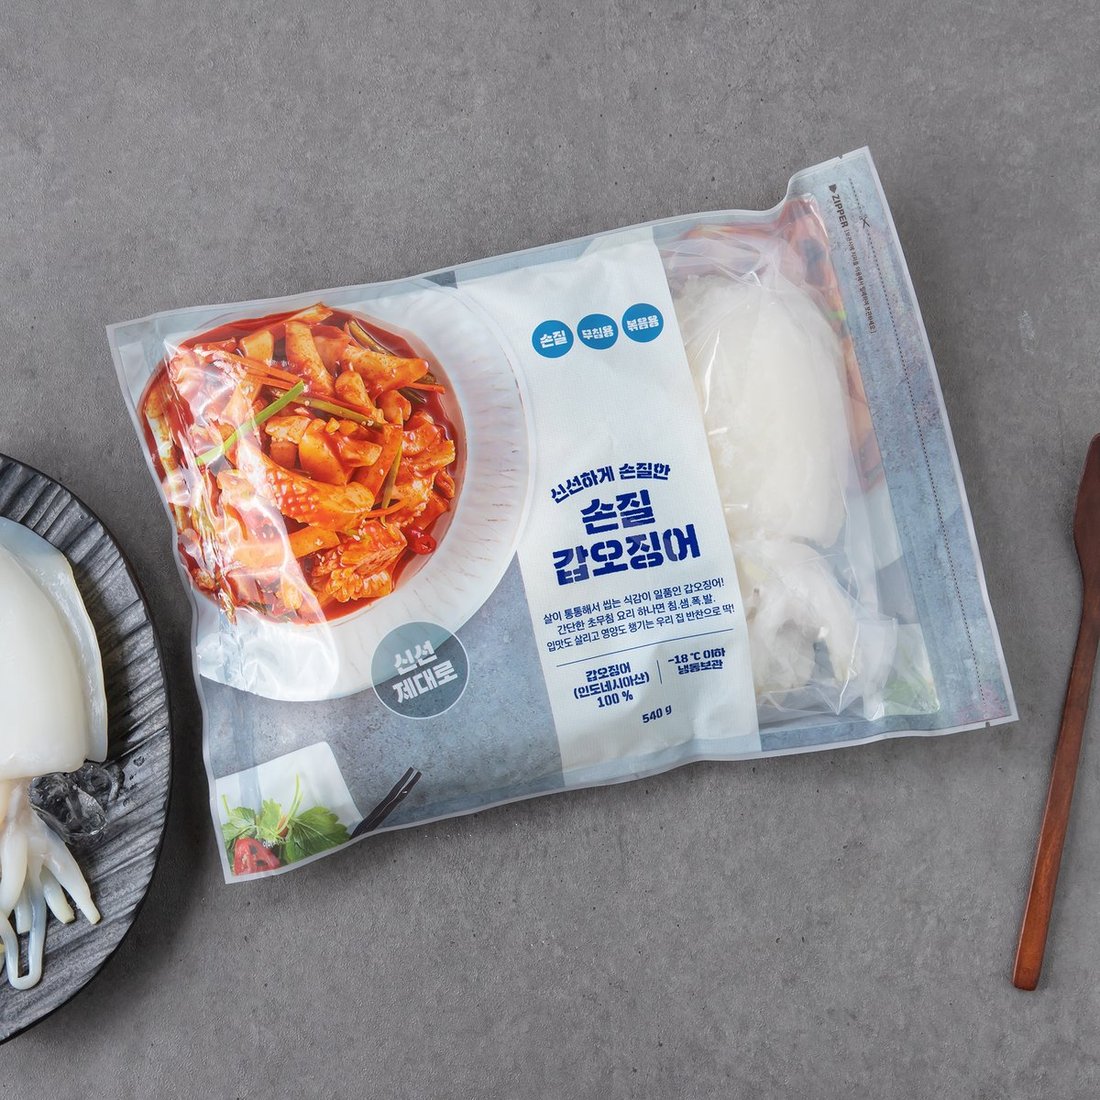 손질
무침용
볶음용
신선하게 손질한
손질
갑오징어
살이 통통해서 씹는 식감이 일품인 갑오징어!
간단한 초무침 요리 하나면 침.샘.폭.발.
입맛도 살리고 영양도 챙기는 우리 집 반찬으로 딱!
갑오징어
(인도네시아산)
100 %
-18 ℃ 이하
냉동보관
540 g
신선
제대로
ZIPPER